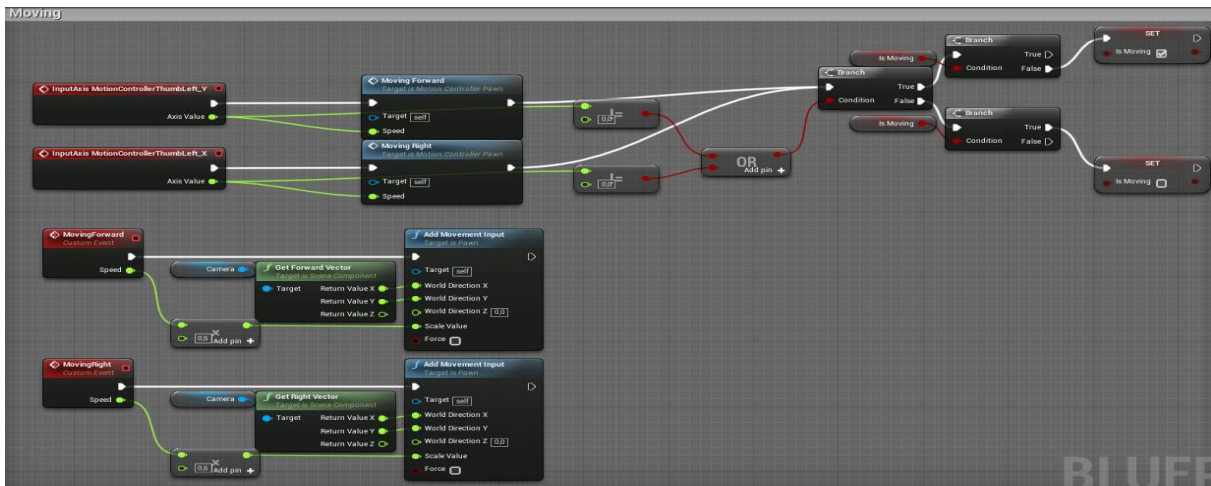 Moving
InputAxis MotionControllerThumbLeft_Y
Axis Value
Moving Forward
Target is Motion Controller Pawn
Target self
Speed
InputAxis MotionControllerThumbLeft_X
Axis Value
Moving Right
Target is Motion Controller Pawn
Target self
Speed
!=
0,0
!=
0,0
OR
Add pin +
Branch
Condition
True
False
Is Moving
Branch
Condition
True
False
Is Moving
Branch
Condition
True
False
SET
Is Moving
SET
Is Moving
MovingForward
Custom Event
Speed
Camera
Get Forward Vector
Target is Scene Component
Target
Return Value X
Return Value Y
Return Value Z
0,6
Add pin +
Add Movement Input
Target is Pawn
Target self
World Direction X
World Direction Y
World Direction Z 0,0
Scale Value
Force
MovingRight
Custom Event
Speed
Camera
Get Right Vector
Target is Scene Component
Target
Return Value X
Return Value Y
Return Value Z
0,6
Add pin +
Add Movement Input
Target is Pawn
Target self
World Direction X
World Direction Y
World Direction Z 0,0
Scale Value
Force